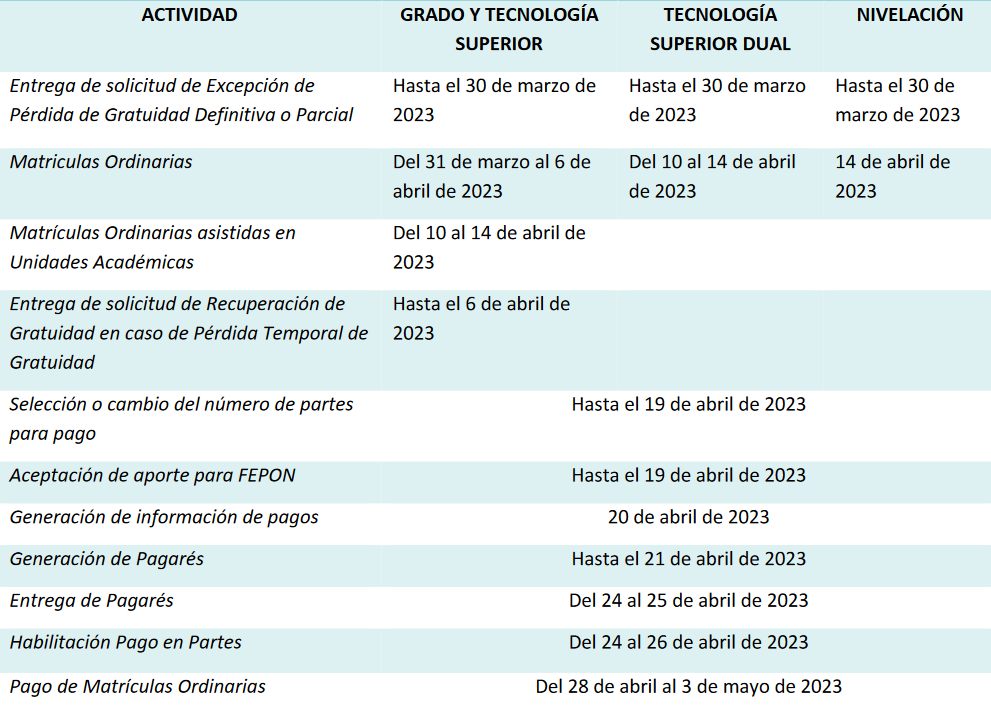 ACTIVIDAD
GRADO Y TECNOLOGÍA
SUPERIOR
TECNOLOGÍA
SUPERIOR DUAL
NIVELACIÓN
Entrega de solicitud de Excepción de
Pérdida de Gratuidad Definitiva o Parcial
Hasta el 30 de marzo de
2023
Hasta el 30 de marzo
de 2023
Hasta el 30 de
marzo de 2023
Matriculas Ordinarias
Del 31 de marzo al 6 de
abril de 2023
Del 10 al 14 de abril
de 2023
14 de abril de
2023
Matrículas Ordinarias asistidas en
Unidades Académicas
Del 10 al 14 de abril de
2023
Entrega de solicitud de Recuperación de
Gratuidad en caso de Pérdida Temporal de
Gratuidad
Hasta el 6 de abril de
2023
Selección o cambio del número de partes
para pago
Hasta el 19 de abril de 2023
Aceptación de aporte para FEPON
Hasta el 19 de abril de 2023
Generación de información de pagos
20 de abril de 2023
Generación de Pagarés
Hasta el 21 de abril de 2023
Entrega de Pagarés
Del 24 al 25 de abril de 2023
Habilitación Pago en Partes
Del 24 al 26 de abril de 2023
Pago de Matrículas Ordinarias
Del 28 de abril al 3 de mayo de 2023